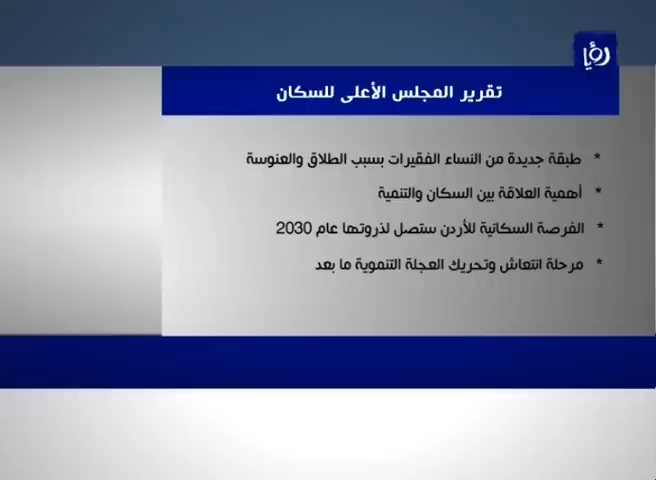 رؤيا
تقرير المجلس الأعلى للسكان
* طبقة جديدة من النساء الفقيرات بسبب الطلاق والعنوسة
* أهمية العلاقة بين السكان والتنمية
* الفرصة السكانية للأردن ستصل لذروتها عام 2030
* مرحلة انتعاش وتحريك العجلة التنموية ما بعد